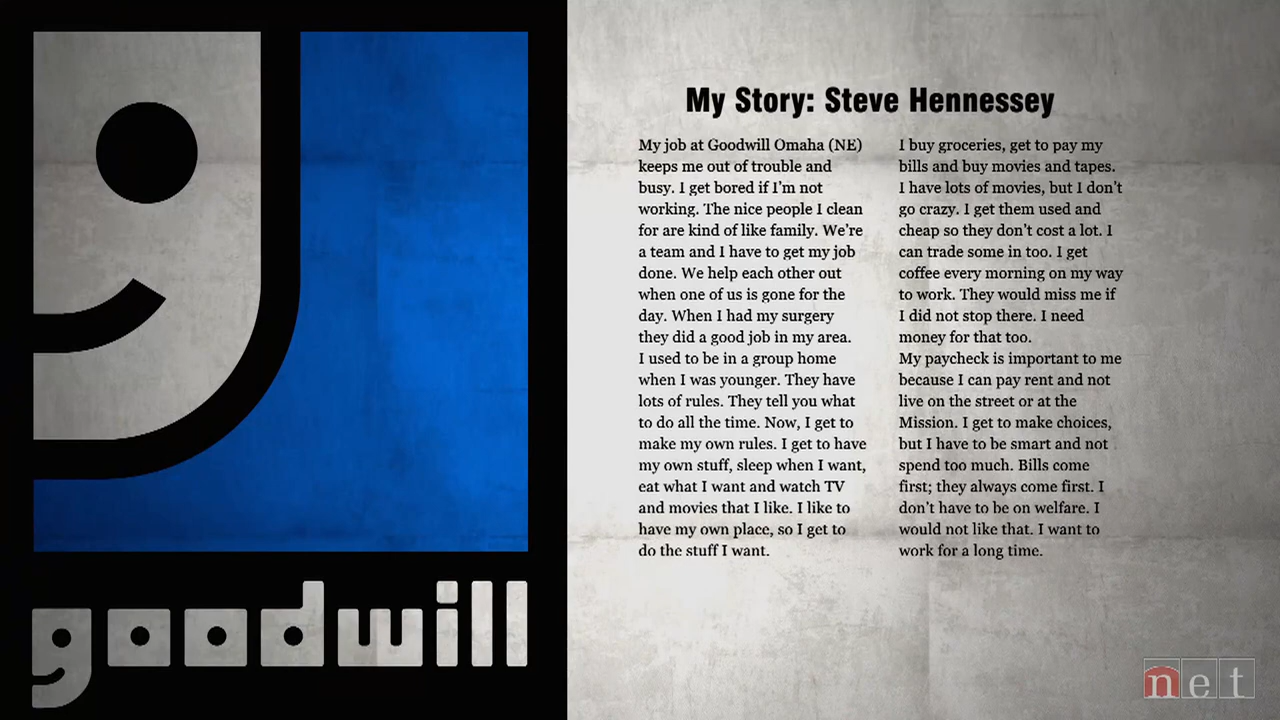 goodwill
My Story: Steve Hennessey
My job at Goodwill Omaha (NE)
keeps me out of trouble and
busy. I get bored if I'm not
working. The nice people I clean
for are kind of like family. We're
a team and I have to get my job
done. We help each other out
when one of us is gone for the
day. When I had my surgery
they did a good job in my area.
I used to be in a group home
when I was younger. They have
lots of rules. They tell you what
to do all the time. Now, I get to
make my own rules. I get to have
my own stuff, sleep when I want,
eat what I want and watch TV
and movies that I like. I like to
have my own place, so I get to
do the stuff I want.
I buy groceries, get to pay my
bills and buy movies and tapes.
I have lots of movies, but I don't
go crazy. I get them used and
cheap so they don't cost a lot. I
can trade some in too. I get
coffee every morning on my way
to work. They would miss me if
I did not stop there. I need
money for that too.
My paycheck is important to me
because I can pay rent and not
live on the street or at the
Mission. I get to make choices,
but I have to be smart and not
spend too much. Bills come
first; they always come first. I
don't have to be on welfare. I
would not like that. I want to
work for a long time.
net